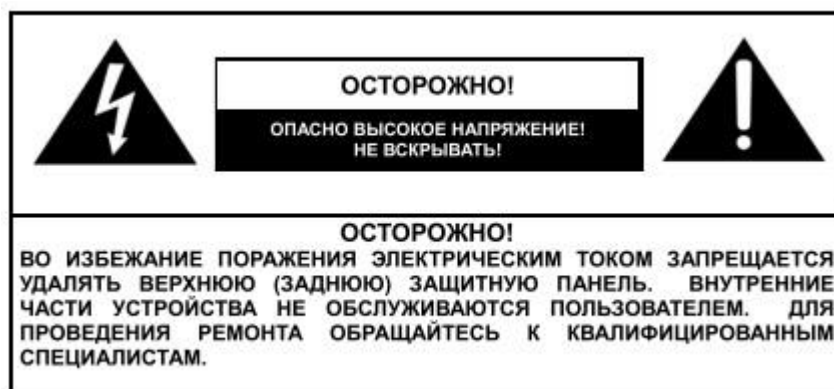 ОСТОРОЖНО!
ОПАСНО ВЫСОКОЕ НАПРЯЖЕНИЕ!
НЕ ВСКРЫВАТЬ!
ОСТОРОЖНО!
ВО ИЗБЕЖАНИЕ ПОРАЖЕНИЯ ЭЛЕКТРИЧЕСКИМ ТОКОМ ЗАПРЕЩАЕТСЯ
УДАЛЯТЬ ВЕРХНЮЮ (ЗАДНЮЮ) ЗАЩИТНУЮ ПАНЕЛЬ. ВНУТРЕННИЕ
ЧАСТИ УСТРОЙСТВА НЕ ОБСЛУЖИВАЮТСЯ ПОЛЬЗОВАТЕЛЕМ. ДЛЯ
ПРОВЕДЕНИЯ РЕМОНТА ОБРАЩАЙТЕСЬ К КВАЛИФИЦИРОВАННЫМ
СПЕЦИАЛИСТАМ.